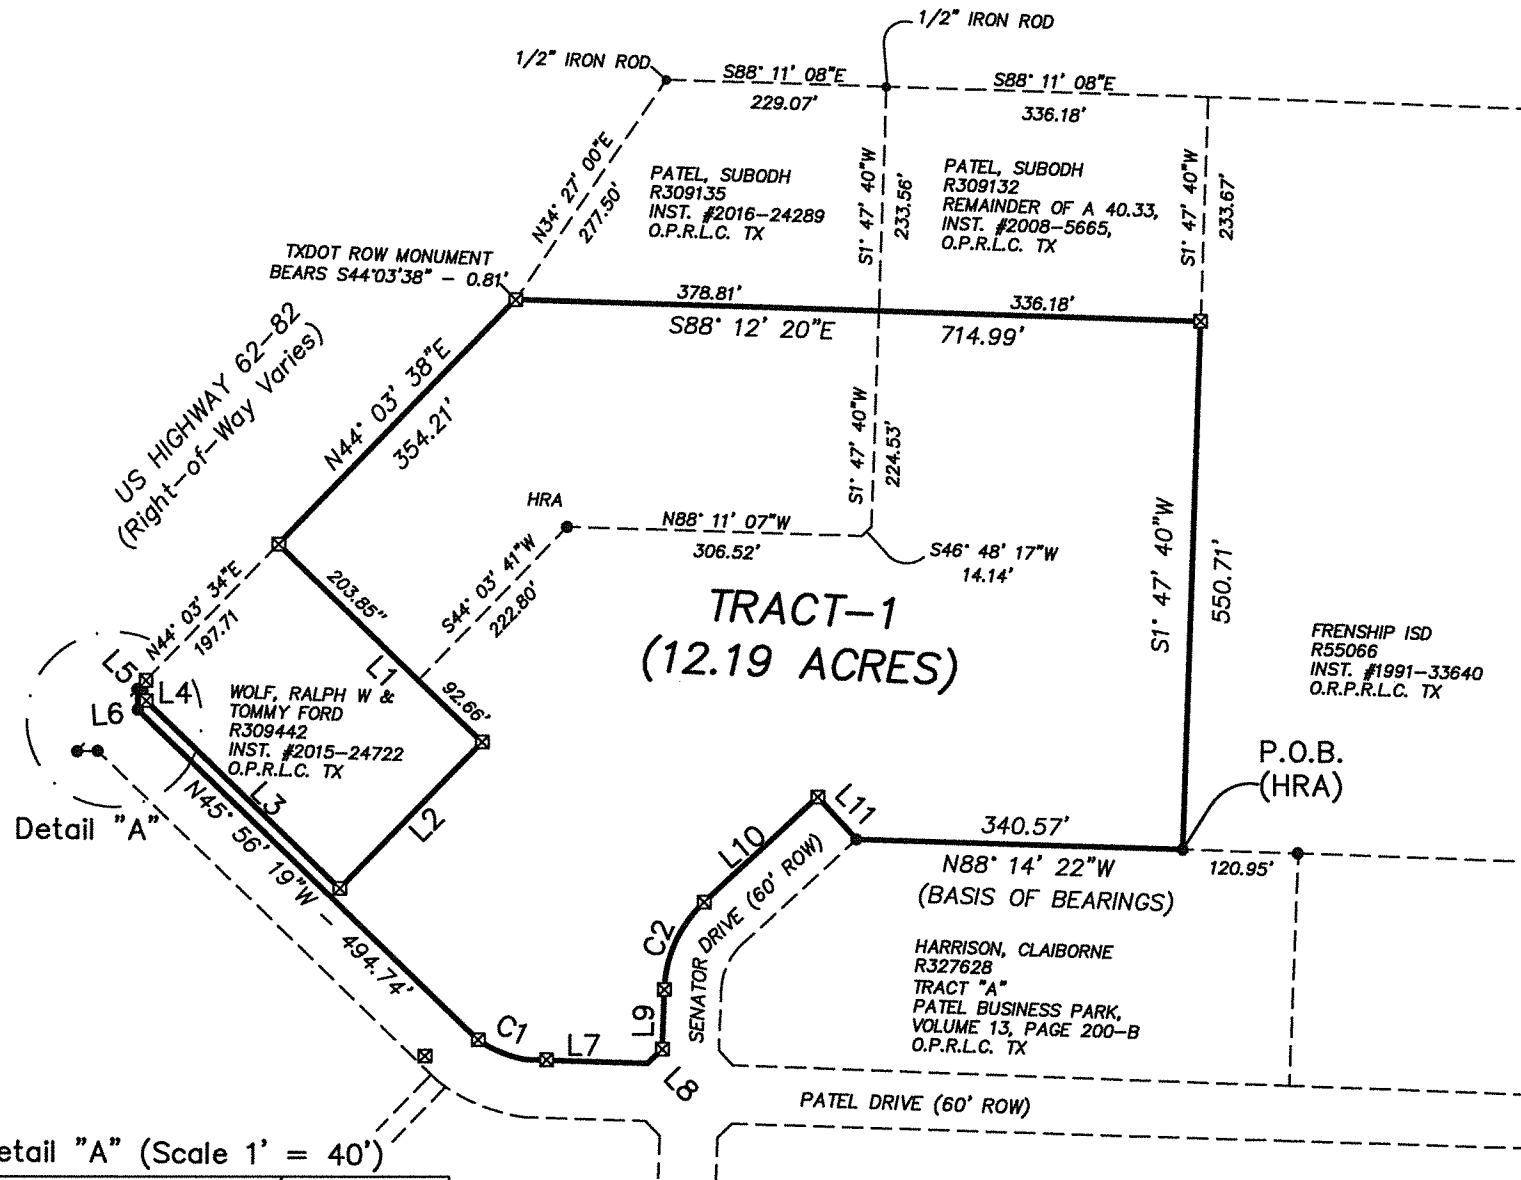 1/2" IRON ROD
1/2" IRON ROD
S88° 11' 08"E
229.07'
S88° 11' 08"E
336.18'
N34° 27' 00"E
277.50'
PATEL, SUBODH
R309135
INST. #2016-24289
O.P.R.L.C. TX
S1° 47' 40"W
233.56'
PATEL, SUBODH
R309132
REMAINDER OF A 40.33,
INST. #2008-5665,
O.P.R.L.C. TX
S1° 47' 40"W
233.67'
TXDOT ROW MONUMENT
BEARS S44°03'38" - 0.81'
378.81'
336.18'
S88° 12' 20"E
714.99'
US HIGHWAY 62-82
(Right-of-Way Varies)
N44° 03' 38"E
354.21'
S1° 47' 40"W
224.53'
HRA
N88° 11' 07"W
306.52'
S46° 48' 17"W
14.14'
S44° 03' 41"W
222.80'
203.85"
L1
92.66'
N44° 03' 34"E
197.71
TRACT-1
(12.19 ACRES)
S1° 47' 40"W
550.71'
FRENSHIP ISD
R55066
INST. #1991-33640
O.R.P.R.L.C. TX
L5
L4
L6
WOLF, RALPH W &
TOMMY FORD
R309442
INST. #2015-24722
O.P.R.L.C. TX
L3
L2
N45° 56' 19"W - 494.74'
Detail "A"
P.O.B.
(HRA)
L11
L10
340.57'
N88° 14' 22"W
(BASIS OF BEARINGS)
120.95'
C2
SENATOR DRIVE (60' ROW)
HARRISON, CLAIBORNE
R327628
TRACT "A"
PATEL BUSINESS PARK,
VOLUME 13, PAGE 200-B
O.P.R.L.C. TX
L9
C1
L7
L8
PATEL DRIVE (60' ROW)
etail "A" (Scale 1' = 40')